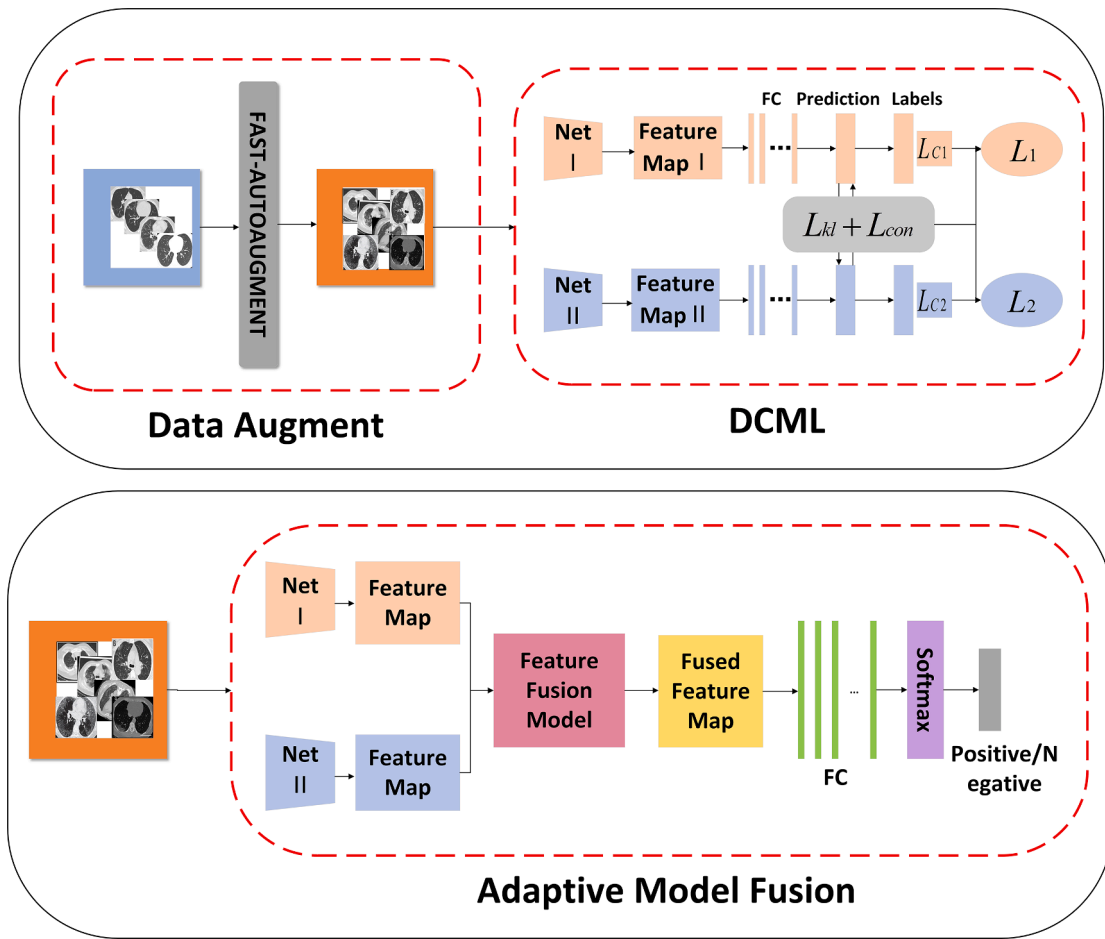 FAST-AUTOAUGMENT
Data Augment
FC Prediction Labels
Net
I
Feature
Map I
...
LC1
L1
Lkl + Lcon
Net
II
Feature
Map II
...
LC2
L2
DCML
Net
I
Feature
Map
Net
II
Feature
Map
Feature
Fusion
Model
Fused
Feature
Map
...
FC
Softmax
Positive/N
egative
Adaptive Model Fusion